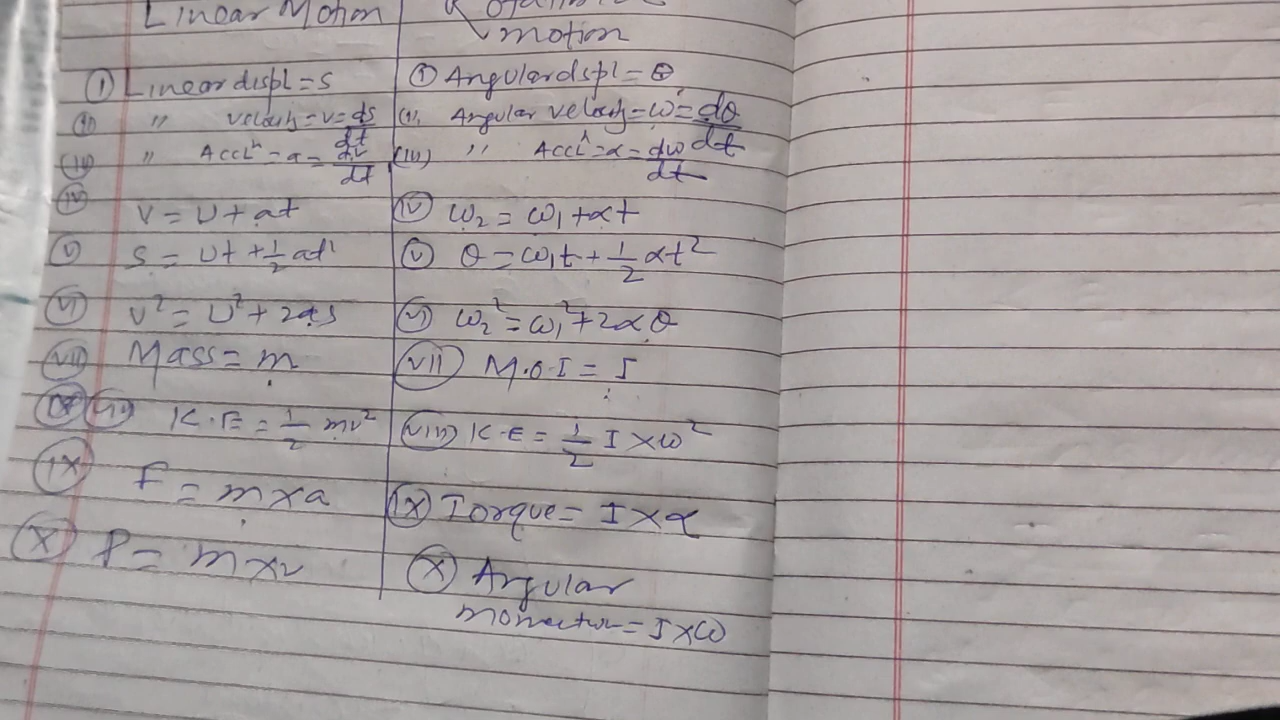 Linear Motion
Rotational
motion
(i) Linear displ = s
(i) Angular displ = θ
(ii) " velocity = v = ds/dt
(ii) Angular velocity = ω = dθ/dt
(iii) " Acclⁿ = a = dv/dt
(iii) " Acclⁿ = α = dω/dt
(iv) v = u + at
(iv) ω₂ = ω₁ + αt
(v) s = ut + 1/2 at²
(v) θ = ω₁t + 1/2 αt²
(vi) v² = u² + 2as
(vi) ω₂² = ω₁² + 2αθ
(vii) Mass = m
(vii) M.O.I = I
(viii) K.E = 1/2 mv²
(viii) K.E = 1/2 I × ω²
(ix) F = m × a
(ix) Torque = I × α
(x) P = m × v
(x) Angular
momentum = I × ω